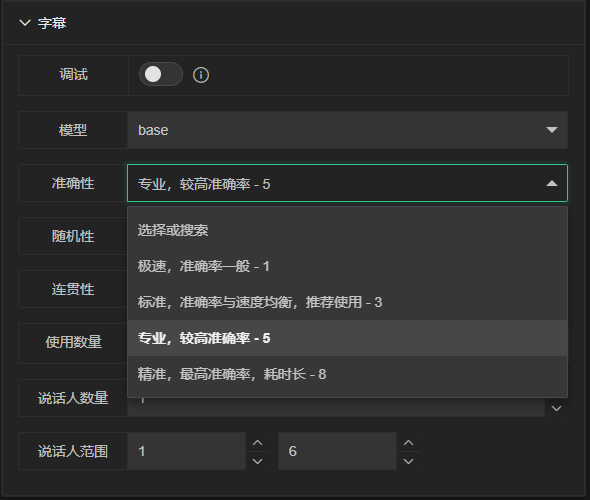 字幕
调试
模型
base
准确性
专业，较高准确率 - 5
选择或搜索
随机性
极速，准确率一般 - 1
连贯性
标准，准确率与速度均衡，推荐使用 - 3
使用数量
专业，较高准确率 - 5
精准，最高准确率，耗时长 - 8
说话人数量
说话人范围
1
6